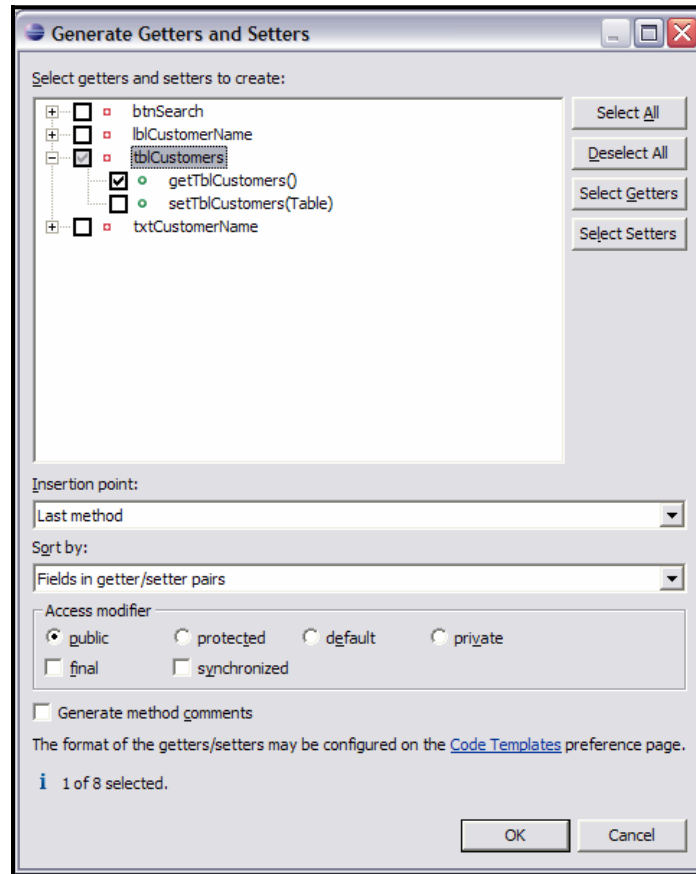 Generate Getters and Setters
Select getters and setters to create:
btnSearch
lblCustomerName
tblCustomers
getTblCustomers()
setTblCustomers(Table)
txtCustomerName
Select All
Deselect All
Select Getters
Select Setters
Insertion point:
Last method
Sort by:
Fields in getter/setter pairs
Access modifier
public protected default private
final synchronized
Generate method comments
The format of the getters/setters may be configured on the Code Templates preference page.
i 1 of 8 selected.
OK Cancel